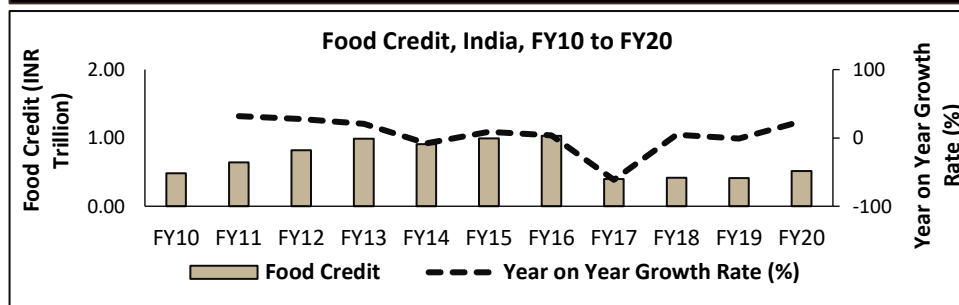 Food Credit, India, FY10 to FY20
Food Credit (INR
Trillion)
2.00
1.00
0.00
100
0
-100
Year on Year Growth
Rate (%)
FY10 FY11 FY12 FY13 FY14 FY15 FY16 FY17 FY18 FY19 FY20
Food Credit Year on Year Growth Rate (%)